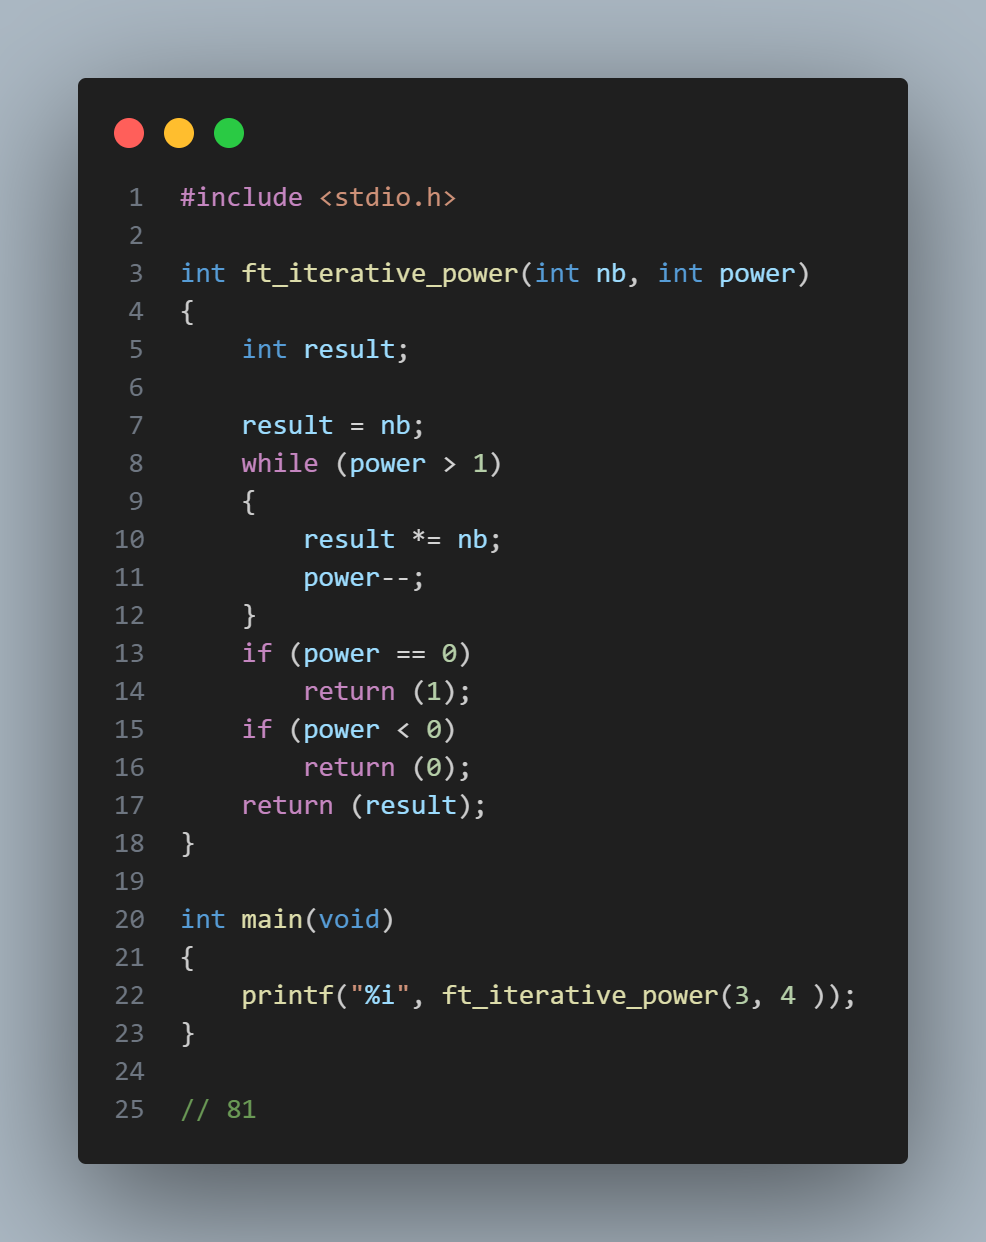 1 #include <stdio.h>
2
3 int ft_iterative_power(int nb, int power)
4 {
5     int result;
6
7     result = nb;
8     while (power > 1)
9     {
10         result *= nb;
11         power--;
12     }
13     if (power == 0)
14         return (1);
15     if (power < 0)
16         return (0);
17     return (result);
18 }
19
20 int main(void)
21 {
22     printf("%i", ft_iterative_power(3, 4 ));
23 }
24
25 // 81